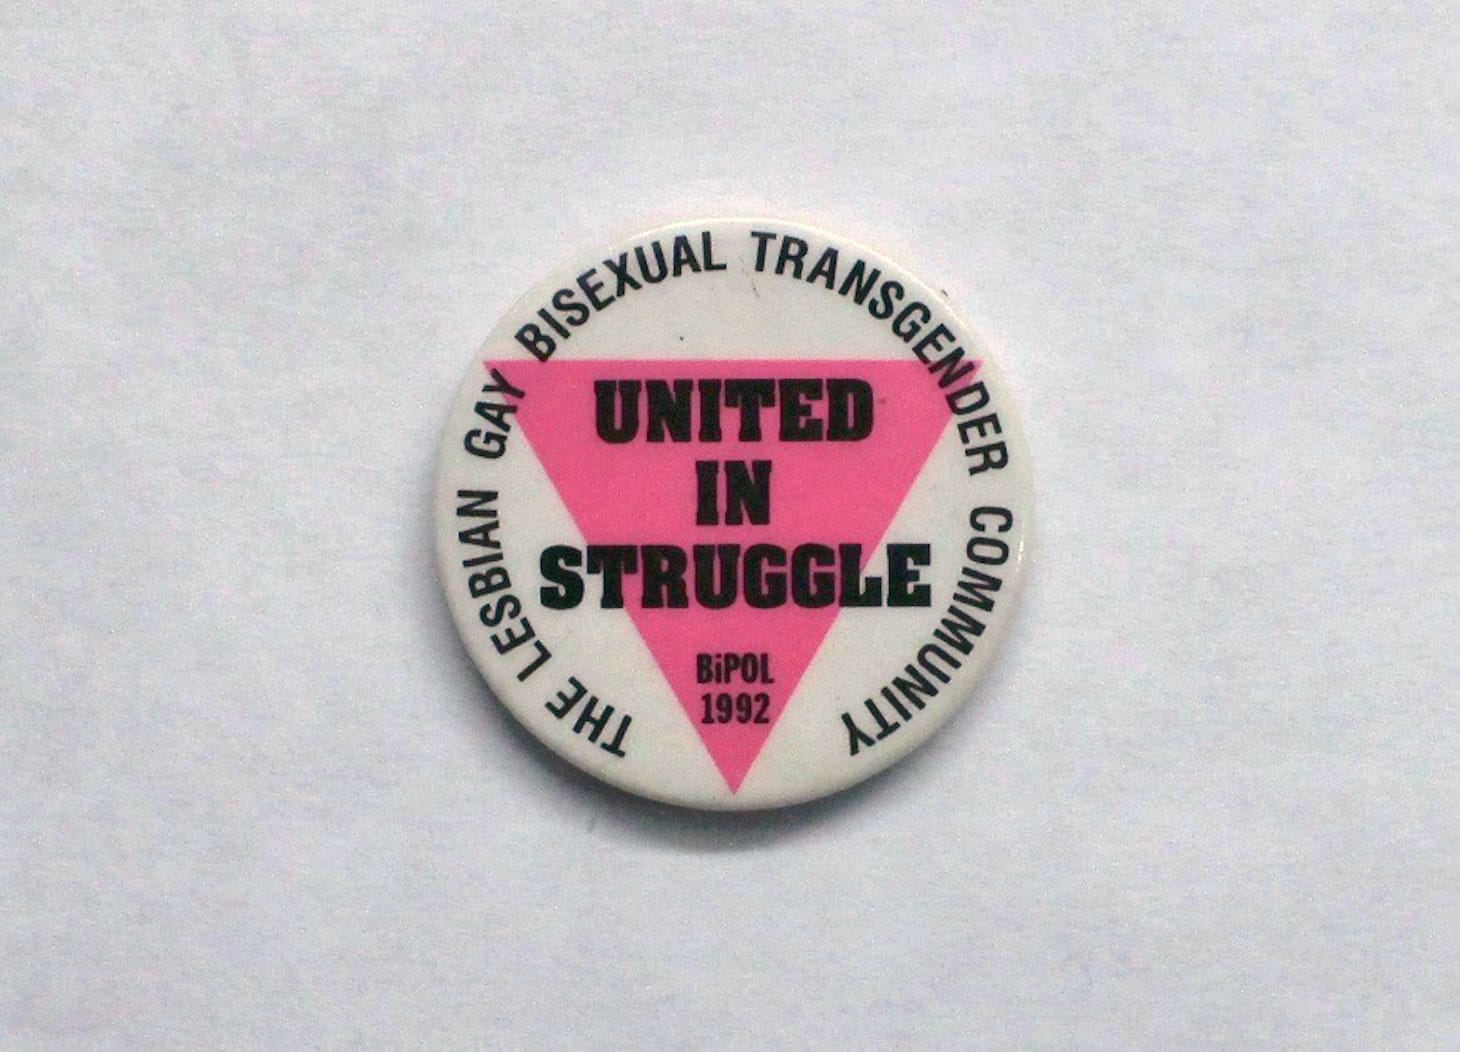 THE LESBIAN GAY BISEXUAL TRANSGENDER COMMUNITY
UNITED
IN
STRUGGLE
BiPOL
1992